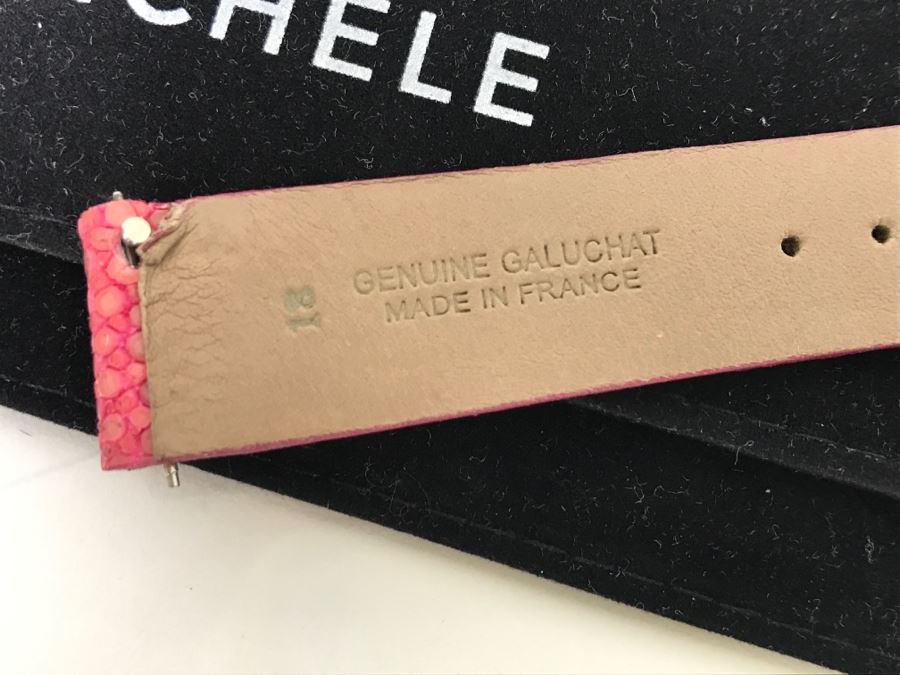 CHELE
18
GENUINE GALUCHAT
MADE IN FRANCE